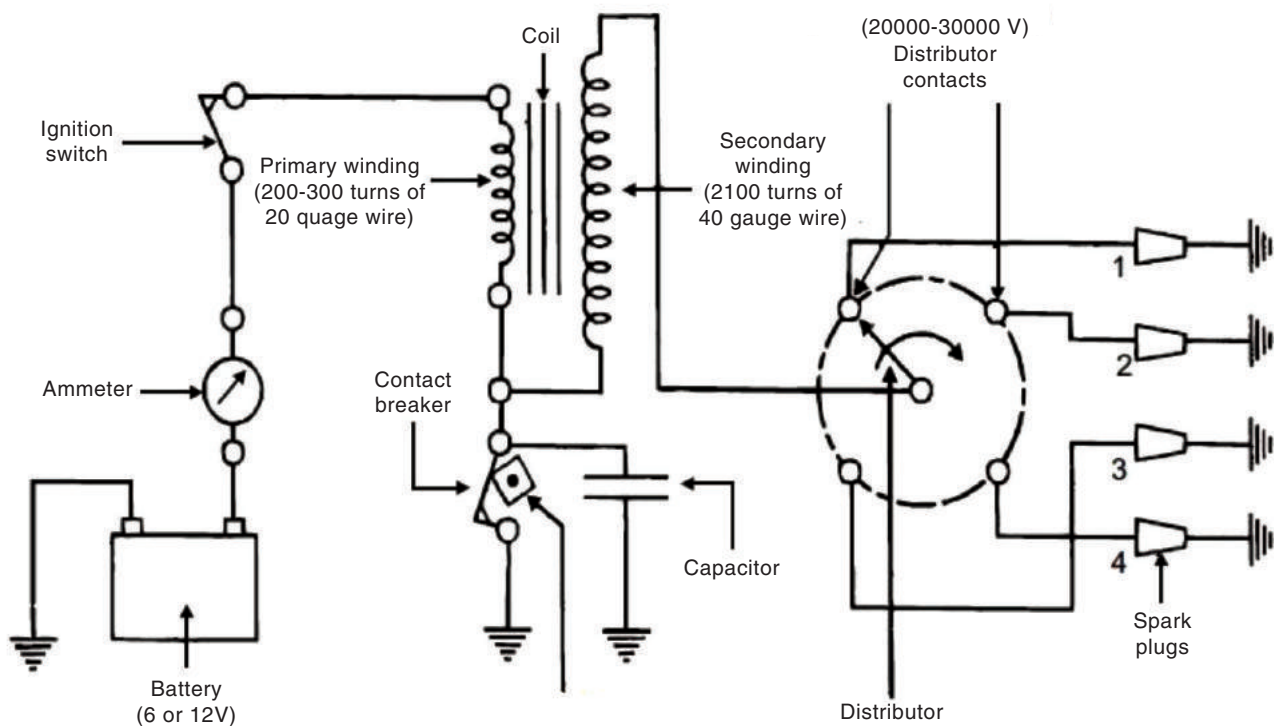 (20000-30000 V)
Distributor
contacts
Coil
Ignition
switch
Primary winding
(200-300 turns of
20 quage wire)
Secondary
winding
(2100 turns of
40 gauge wire)
1
2
Ammeter
Contact
breaker
3
4
Capacitor
Spark
plugs
Battery
(6 or 12V)
Distributor